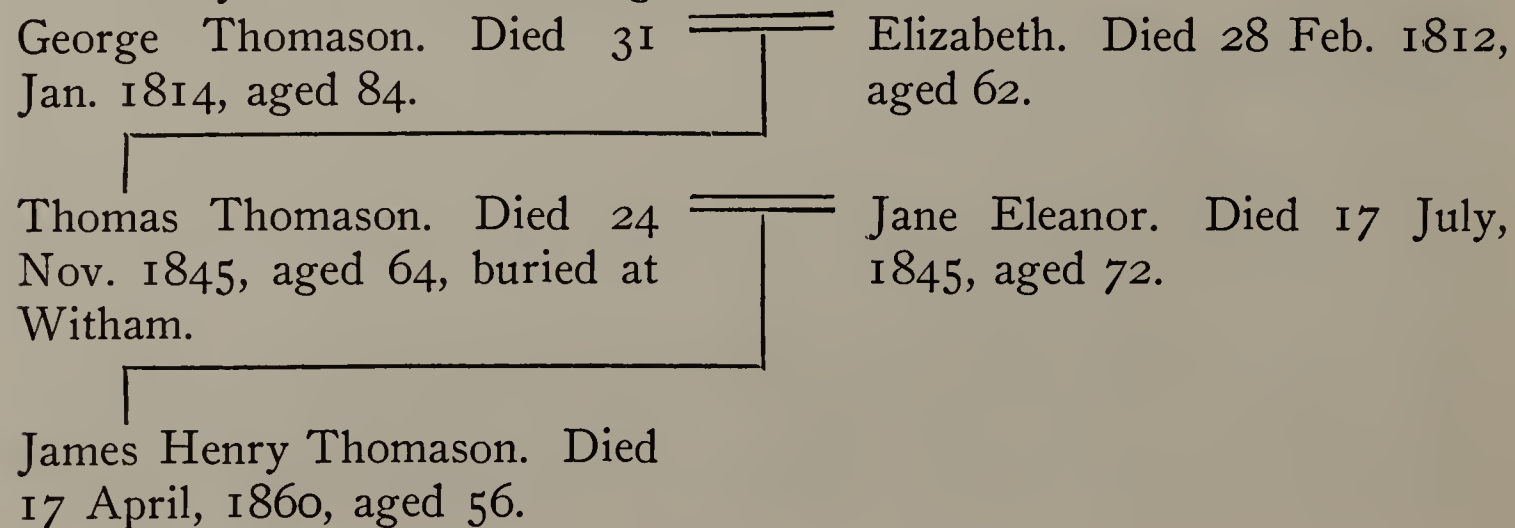 George Thomason. Died 31
Jan. 1814, aged 84.
Elizabeth. Died 28 Feb. 1812,
aged 62.
Thomas Thomason. Died 24
Nov. 1845, aged 64, buried at
Witham.
Jane Eleanor. Died 17 July,
1845, aged 72.
James Henry Thomason. Died
17 April, 1860, aged 56.